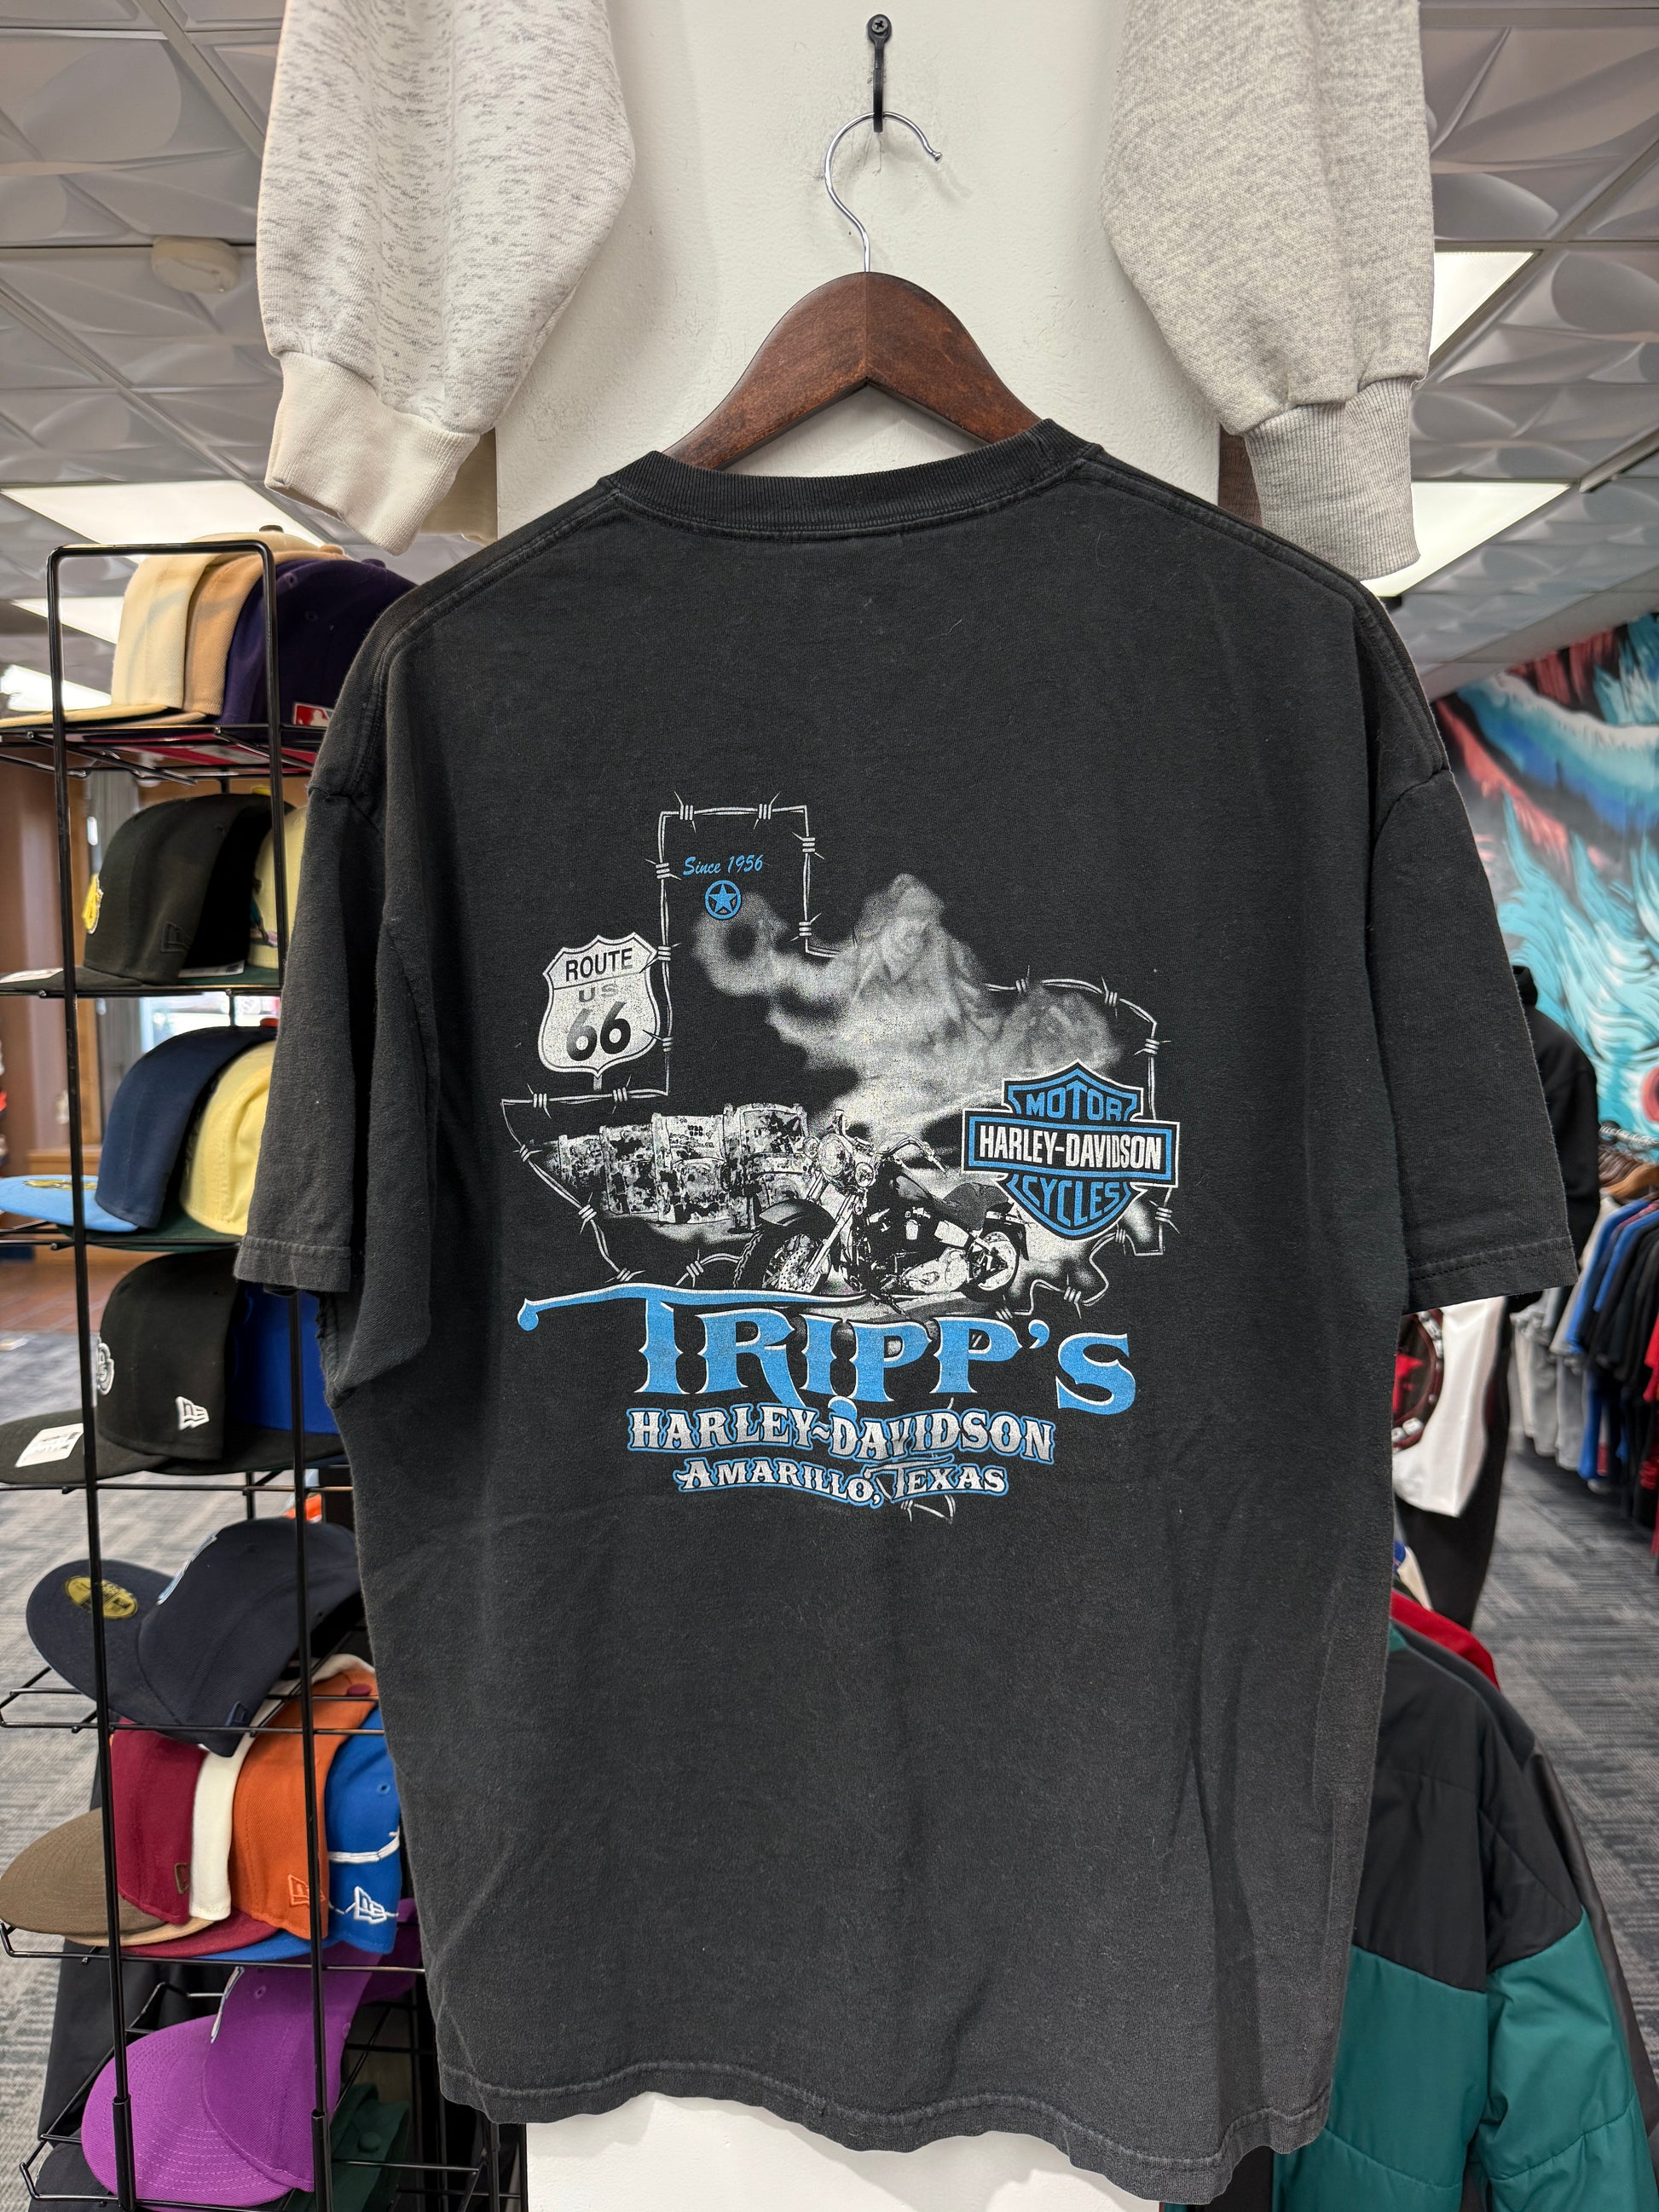 Since 1956
ROUTE
US
66
MOTOR
HARLEY-DAVIDSON
CYCLES
TRIPP'S
HARLEY-DAVIDSON
AMARILLO, TEXAS